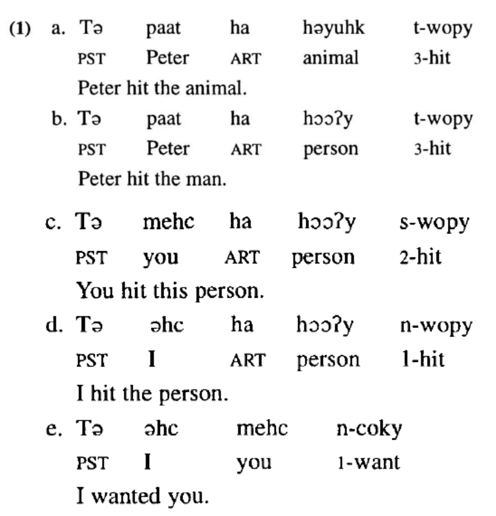 (1) a. Tə paat ha həyuhk t-wopy
PST Peter ART animal 3-hit
Peter hit the animal.
b. Tə paat ha hɔɔʔy t-wopy
PST Peter ART person 3-hit
Peter hit the man.
c. Tə mehc ha hɔɔʔy s-wopy
PST you ART person 2-hit
You hit this person.
d. Tə əhc ha hɔɔʔy n-wopy
PST I ART person 1-hit
I hit the person.
e. Tə əhc mehc n-coky
PST I you 1-want
I wanted you.